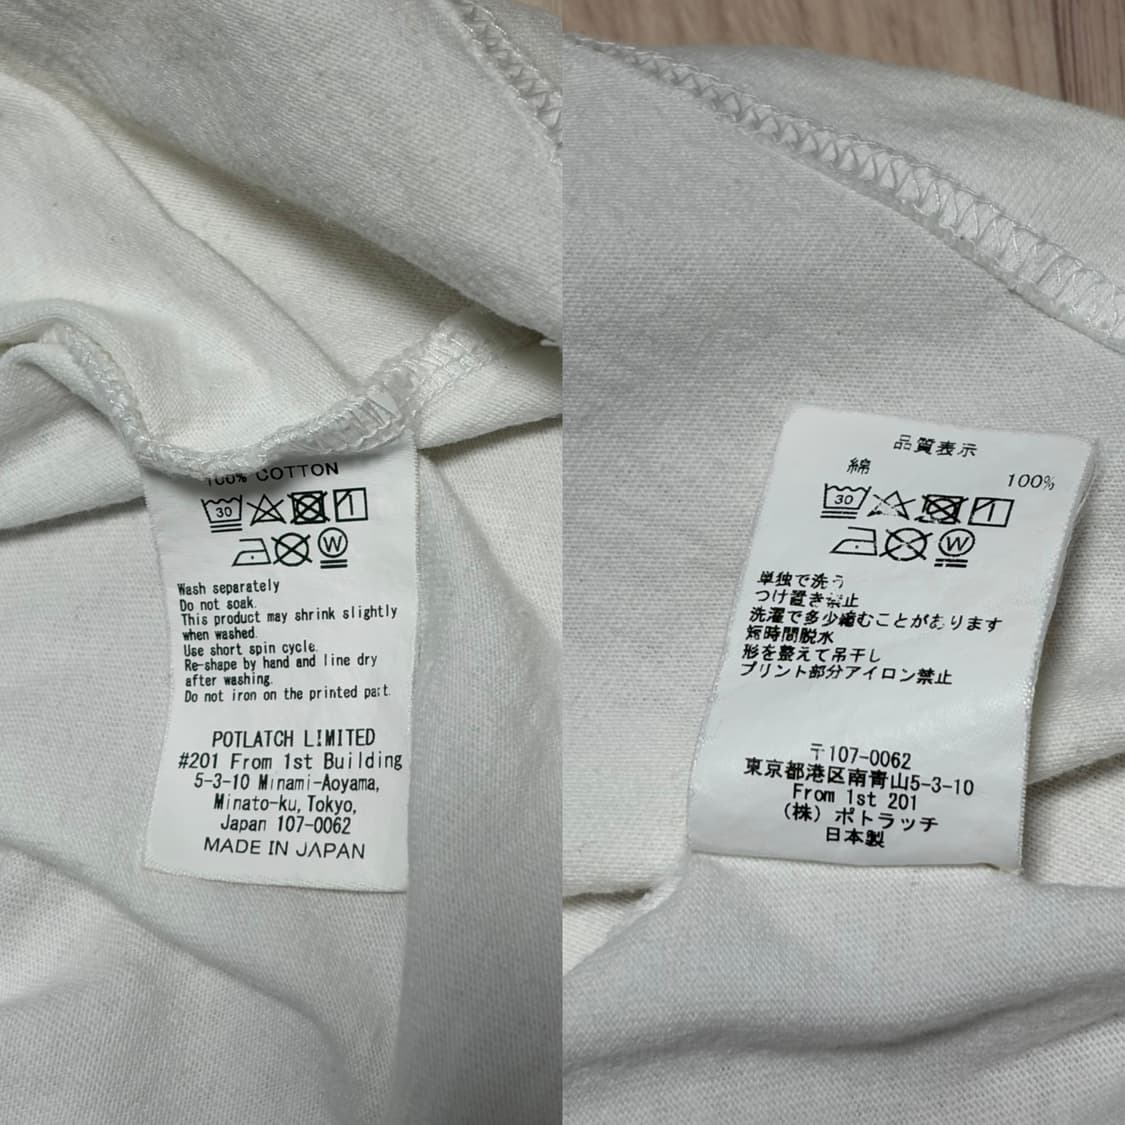 100% COTTON
30
Wash separately
Do not soak.
This product may shrink slightly
when washed.
Use short spin cycle.
Re-shape by hand and line dry
after washing.
Do not iron on the printed part.
POTLATCH LIMITED
#201 From 1st Building
5-3-10 Minami-Aoyama,
Minato-ku, Tokyo,
Japan 107-0062
MADE IN JAPAN
品質表示
綿 100%
30
単独で洗う
つけ置き禁止
洗濯で多少縮むことがあります
短時間脱水
形を整えて吊干し
プリント部分アイロン禁止
〒107-0062
東京都港区南青山5-3-10
From 1st 201
(株) ポトラッチ
日本製